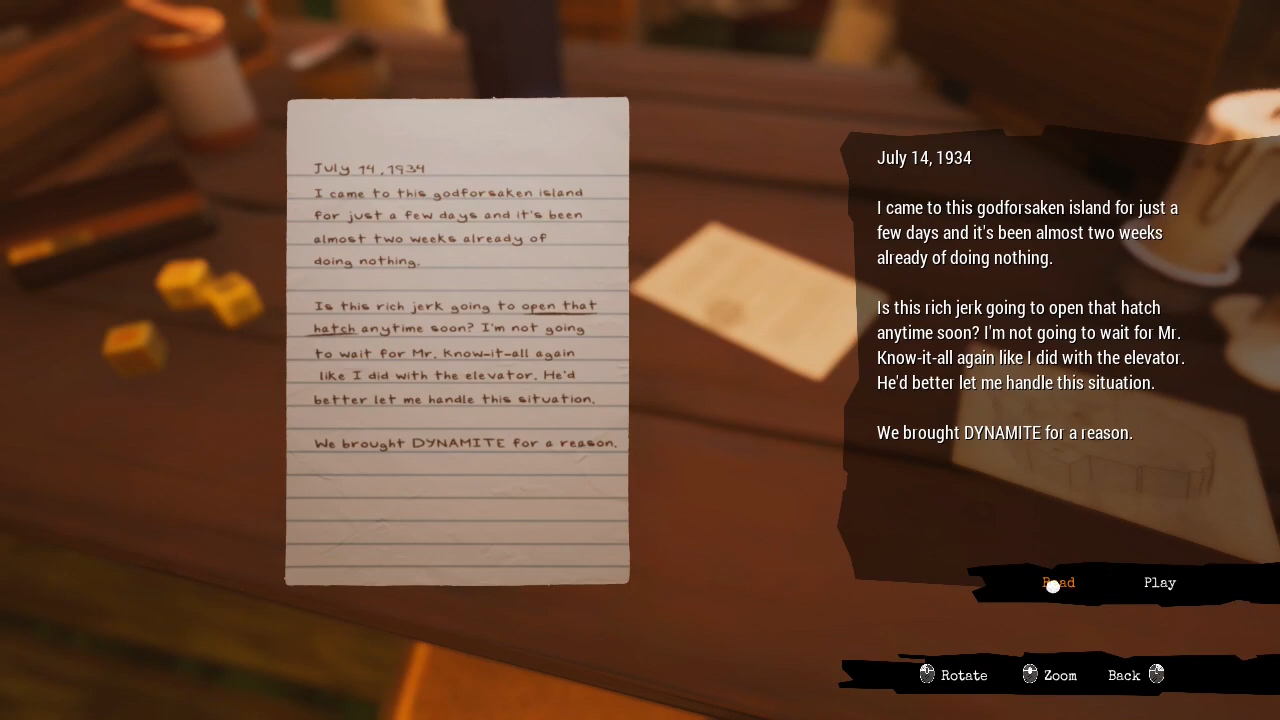 July 14, 1934
I came to this godforsaken island
for just a few days and it's been
almost two weeks already of
doing nothing.
Is this rich jerk going to open that
hatch anytime soon? I'm not going
to wait for Mr. Know-it-all again
like I did with the elevator. He'd
better let me handle this situation.
We brought DYNAMITE for a reason.
July 14, 1934
I came to this godforsaken island for just a
few days and it's been almost two weeks
already of doing nothing.
Is this rich jerk going to open that hatch
anytime soon? I'm not going to wait for Mr.
Know-it-all again like I did with the elevator.
He'd better let me handle this situation.
We brought DYNAMITE for a reason.
Read Play
Rotate Zoom Back